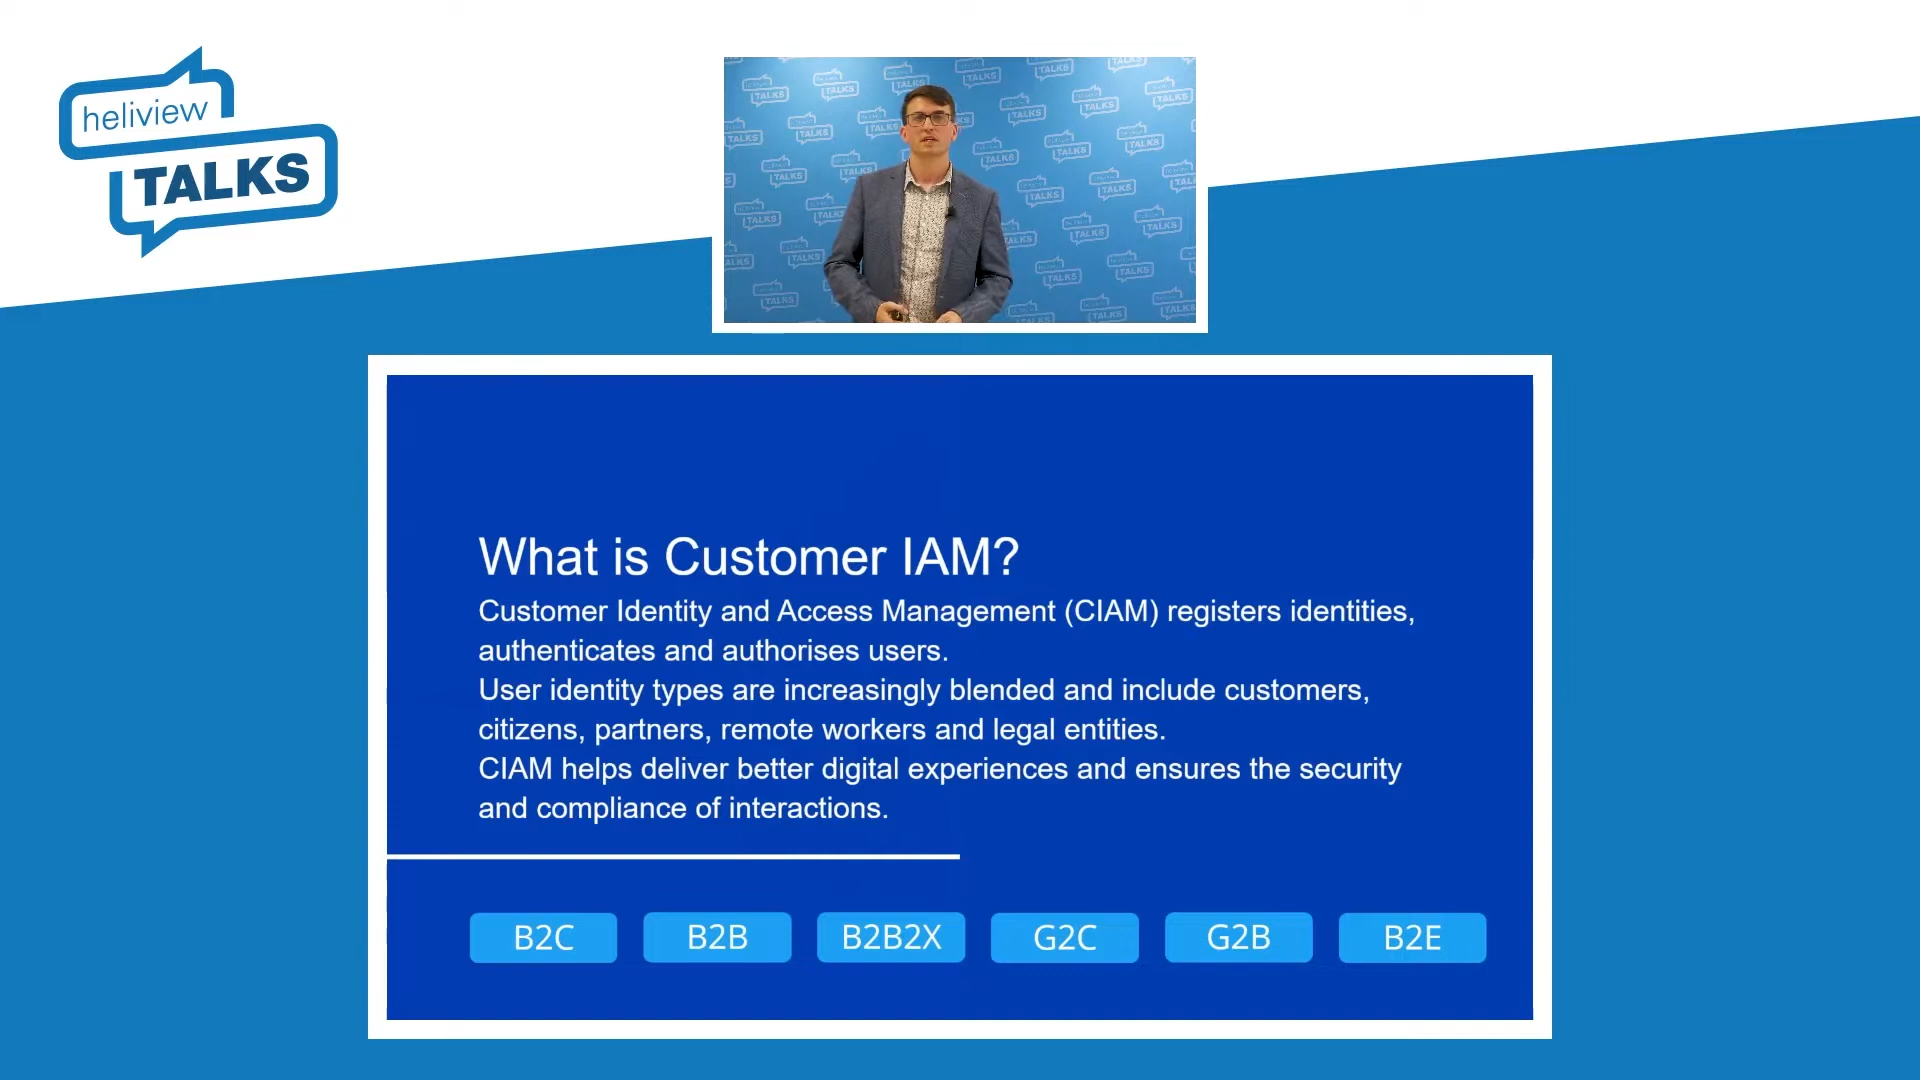 heliview
TALKS
What is Customer IAM?
Customer Identity and Access Management (CIAM) registers identities,
authenticates and authorises users.
User identity types are increasingly blended and include customers,
citizens, partners, remote workers and legal entities.
CIAM helps deliver better digital experiences and ensures the security
and compliance of interactions.
B2C
B2B
B2B2X
G2C
G2B
B2E